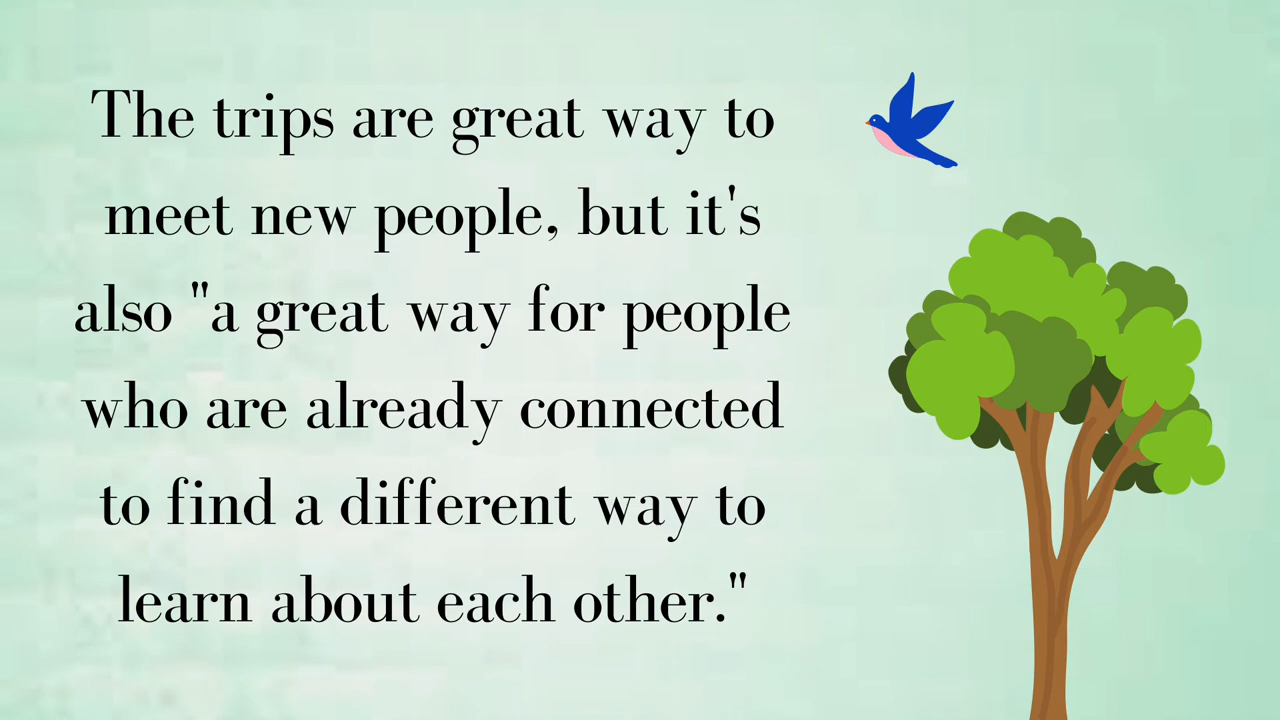 The trips are great way to
meet new people, but it's
also "a great way for people
who are already connected
to find a different way to
learn about each other."